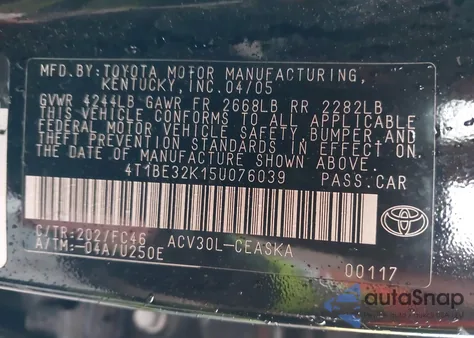 MFD.BY: TOYOTA MOTOR MANUFACTURING,
KENTUCKY, INC. 04/05
GVWR 4244LB GAWR FR 2668LB RR 2282LB
THIS VEHICLE CONFORMS TO ALL APPLICABLE
FEDERAL MOTOR VEHICLE SAFETY, BUMPER, AND
THEFT PREVENTION STANDARDS IN EFFECT ON
THE DATE OF MANUFACTURE SHOWN ABOVE.
4T1BE32K15U076039 PASS.CAR
C/TR:202/FC46 ACV30L-CEASKA
A/TM:-04A/U250E
00117
autoSnap